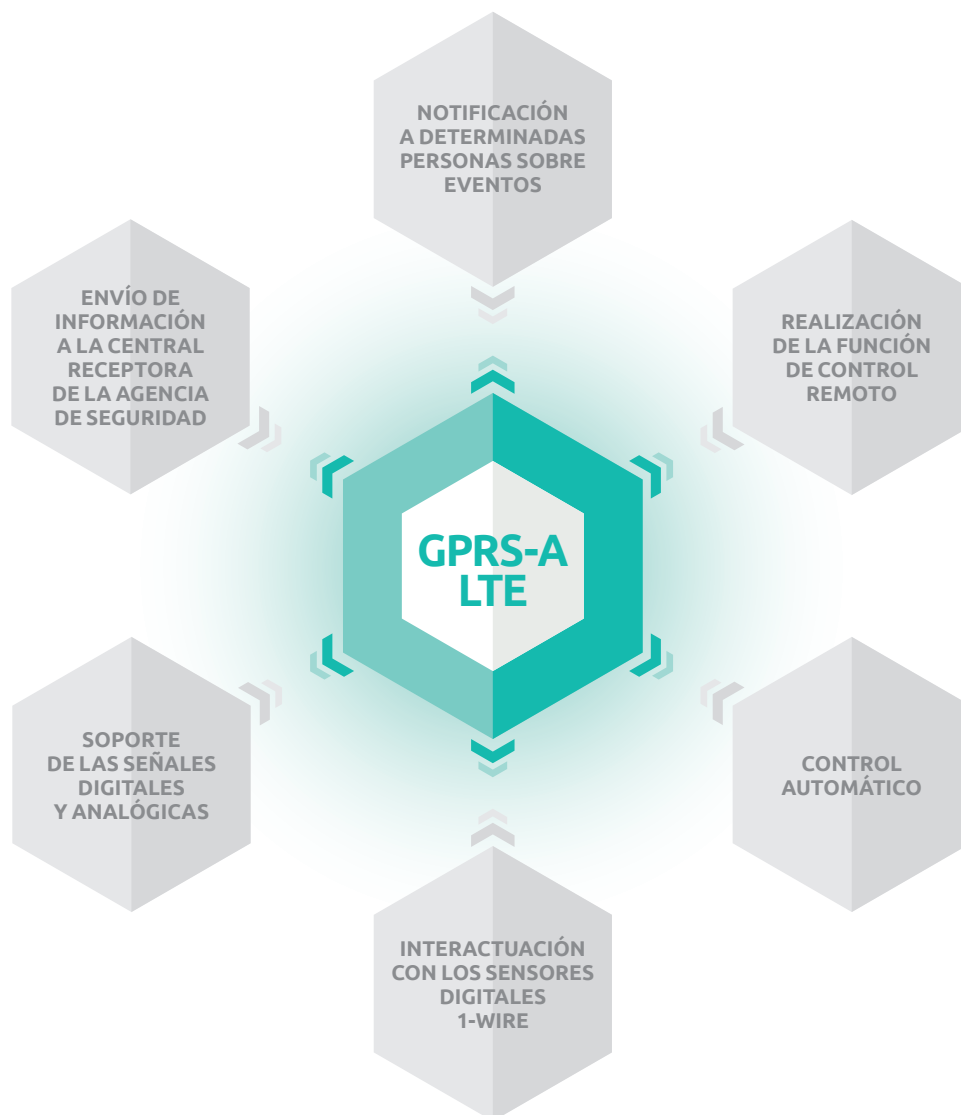 NOTIFICACIÓN
A DETERMINADAS
PERSONAS SOBRE
EVENTOS
ENVÍO DE
INFORMACIÓN
A LA CENTRAL
RECEPTORA
DE LA AGENCIA
DE SEGURIDAD
REALIZACIÓN
DE LA FUNCIÓN
DE CONTROL
REMOTO
GPRS-A
LTE
SOPORTE
DE LAS SEÑALES
DIGITALES
Y ANALÓGICAS
CONTROL
AUTOMÁTICO
INTERACTUACIÓN
CON LOS SENSORES
DIGITALES
1-WIRE